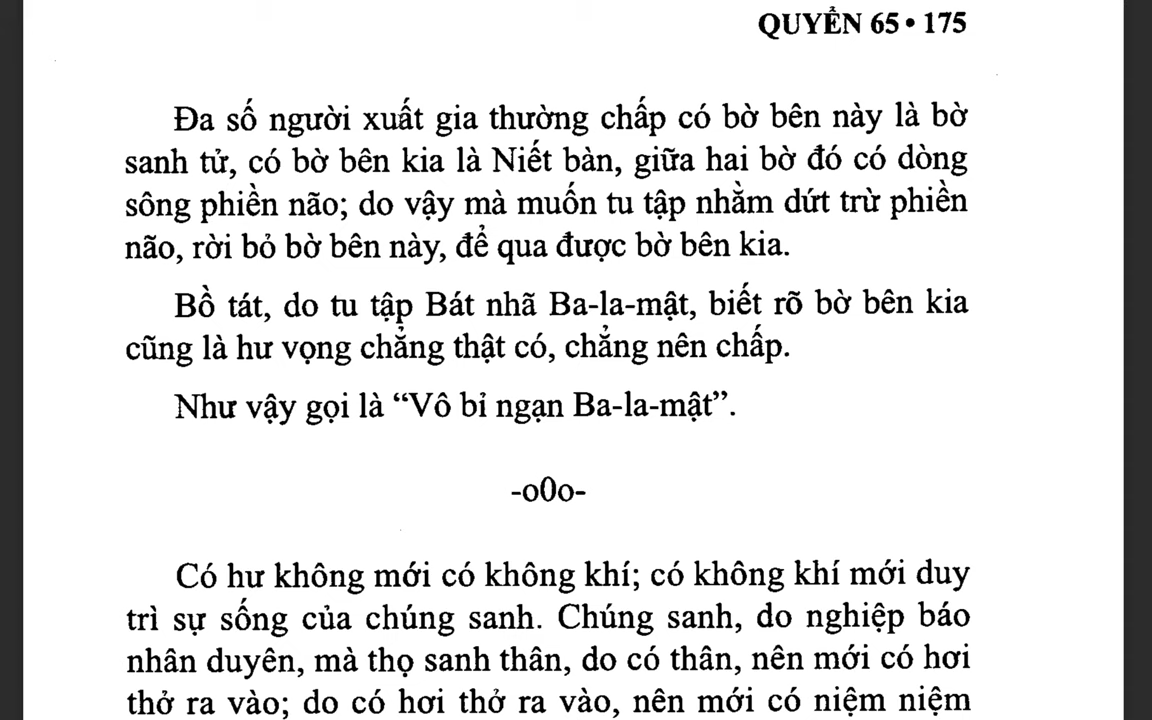 QUYỂN 65 • 175
Đa số người xuất gia thường chấp có bờ bên này là bờ
sanh tử, có bờ bên kia là Niết bàn, giữa hai bờ đó có dòng
sông phiền não; do vậy mà muốn tu tập nhằm dứt trừ phiền
não, rời bỏ bờ bên này, để qua được bờ bên kia.
Bồ tát, do tu tập Bát nhã Ba-la-mật, biết rõ bờ bên kia
cũng là hư vọng chẳng thật có, chẳng nên chấp.
Như vậy gọi là “Vô bỉ ngạn Ba-la-mật”.
-o0o-
Có hư không mới có không khí; có không khí mới duy
trì sự sống của chúng sanh. Chúng sanh, do nghiệp báo
nhân duyên, mà thọ sanh thân, do có thân, nên mới có hơi
thở ra vào; do có hơi thở ra vào, nên mới có niệm niệm